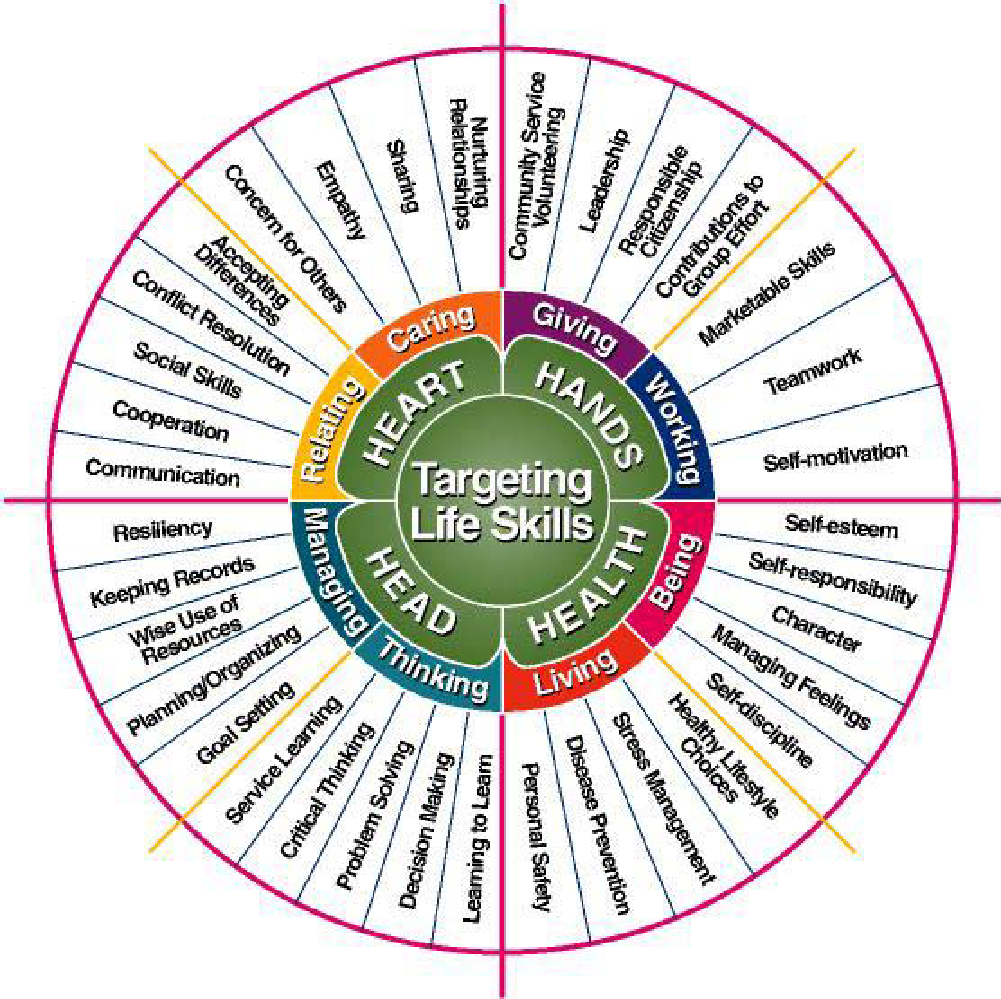 Targeting
Life Skills
HEART
HANDS
HEALTH
HEAD
Caring
Giving
Working
Being
Living
Thinking
Managing
Relating
Community Service
Volunteering
Leadership
Responsible
Citizenship
Contributions to
Group Effort
Marketable Skills
Teamwork
Self-motivation
Self-esteem
Self-responsibility
Character
Managing Feelings
Self-discipline
Healthy Lifestyle
Choices
Stress Management
Disease Prevention
Personal Safety
Learning to Learn
Decision Making
Problem Solving
Critical Thinking
Service Learning
Goal Setting
Planning/Organizing
Wise Use of
Resources
Keeping Records
Resiliency
Communication
Cooperation
Social Skills
Conflict Resolution
Accepting
Differences
Concern for Others
Empathy
Sharing
Nurturing
Relationships